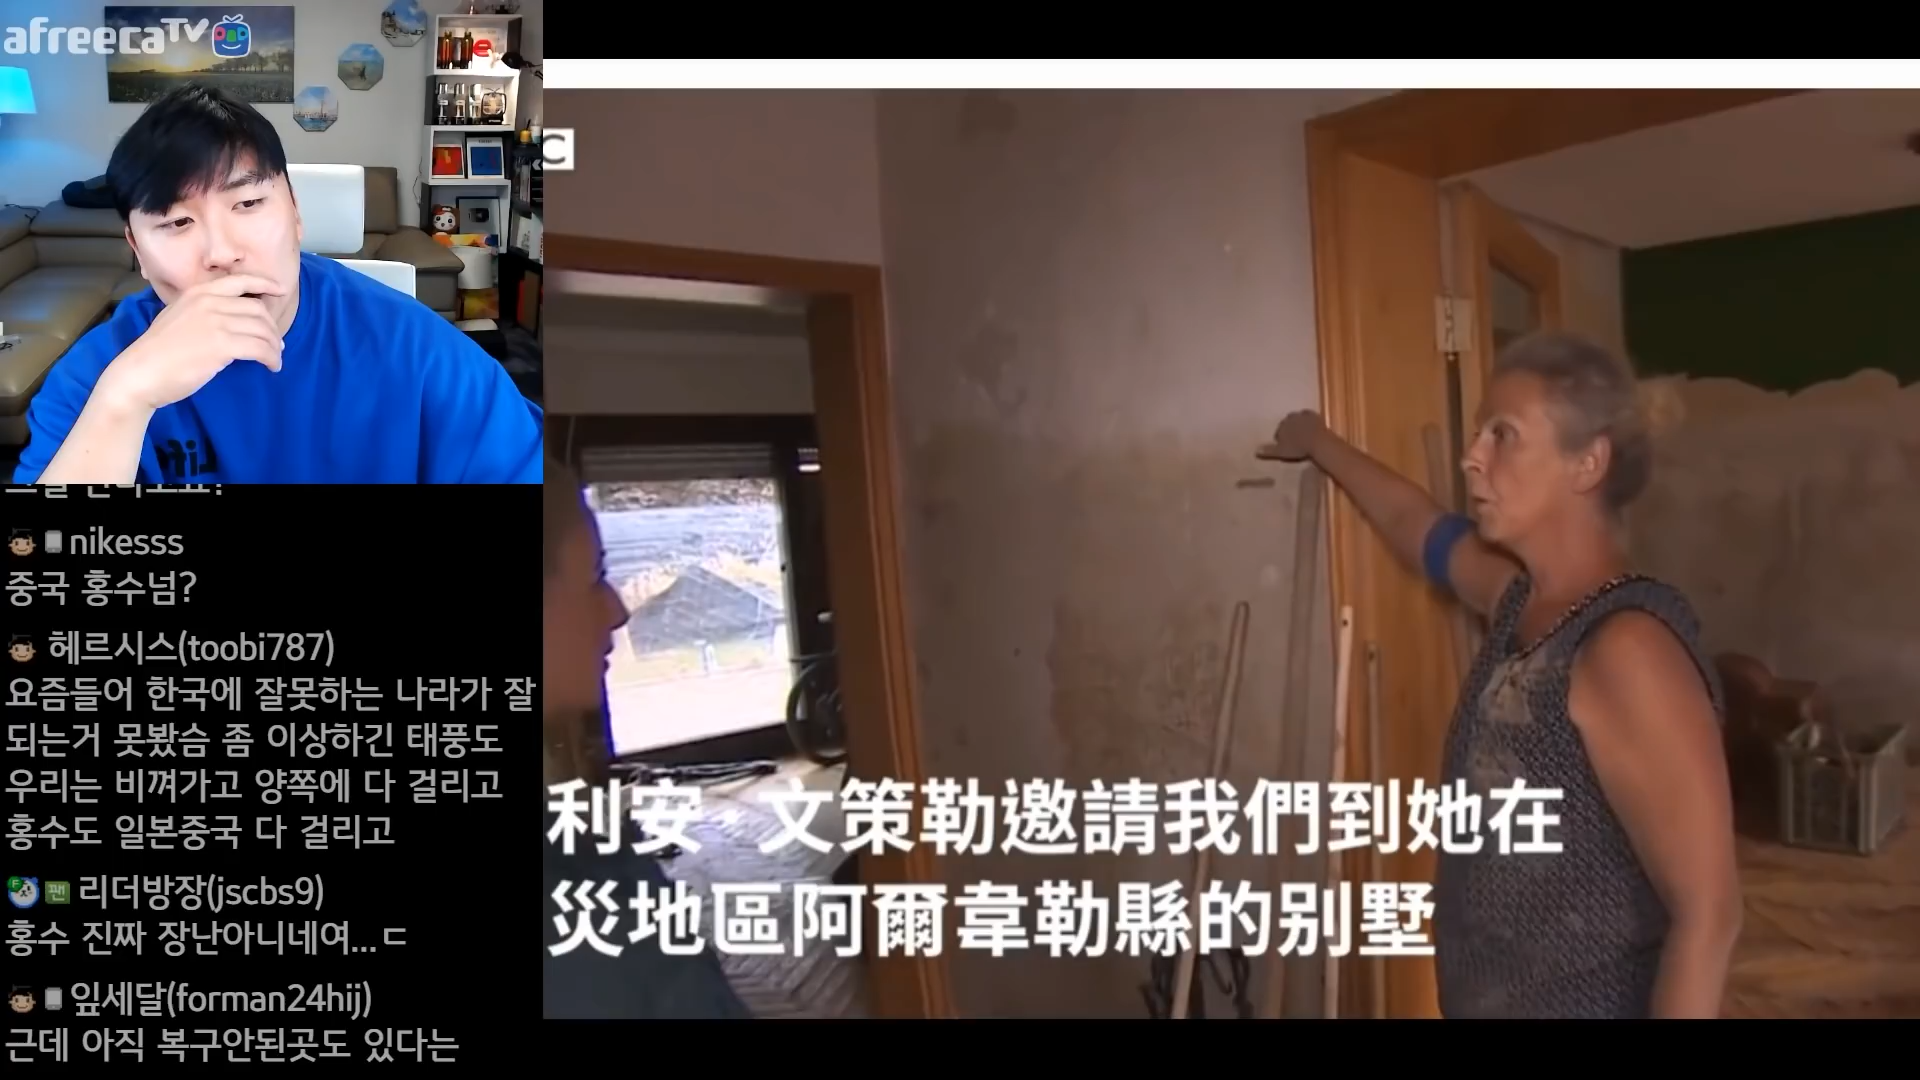 afreecaTV
C
nikesss
중국 홍수넘?
헤르시스(toobi787)
요즘들어 한국에 잘못하는 나라가 잘
되는거 못봤슴 좀 이상하긴 태풍도
우리는 비껴가고 양쪽에 다 걸리고
홍수도 일본중국 다 걸리고
F 팬 리더방장(jscbs9)
홍수 진짜 장난아니네여...ㄷ
잎세달(forman24hij)
근데 아직 복구안된곳도 있다는
利安·文策勒邀請我們到她在
災地區阿爾韋勒縣的别墅